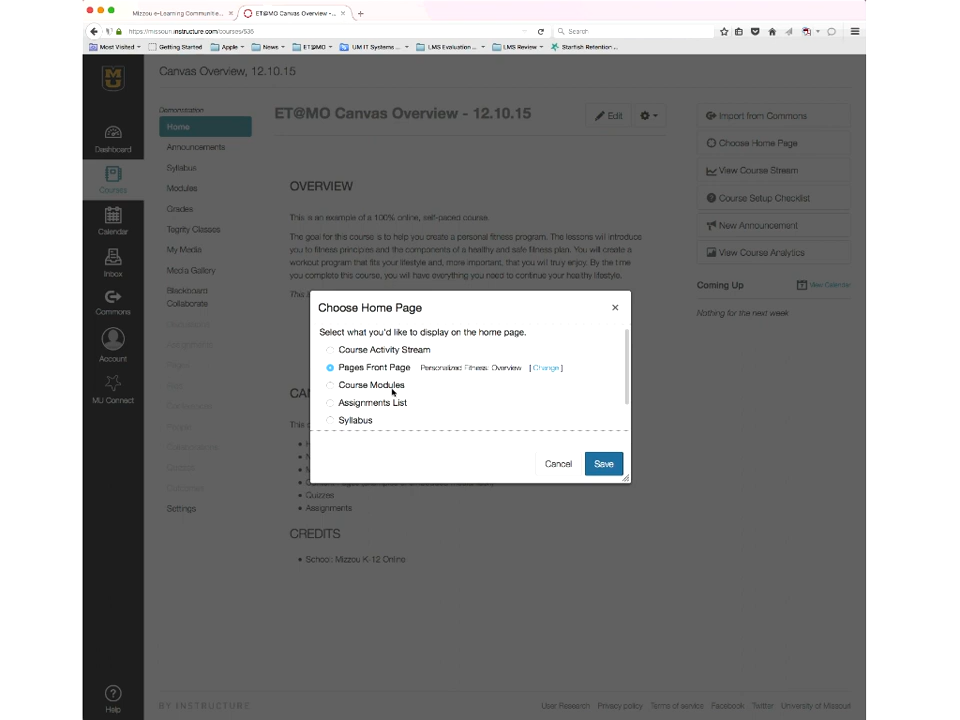 Mizzou e-Learning Communitie...
ET@MO Canvas Overview -...
https://missouri.instructure.com/courses/535
Search
Most Visited
Getting Started
Apple
News
ET@MO
UM IT Systems ...
LMS Evaluation...
LMS Review
Starfish Retention...
Canvas Overview, 12.10.15
Dashboard
Courses
Calendar
Inbox
Commons
Account
MU Connect
Help
Demonstration
Home
Announcements
Syllabus
Modules
Grades
Tegrity Classes
My Media
Media Gallery
Blackboard
Collaborate
Discussions
Assignments
Pages
Files
Conferences
People
Collaborations
Quizzes
Outcomes
Settings
ET@MO Canvas Overview - 12.10.15
Edit
OVERVIEW
This is an example of a 100% online, self-paced course.
The goal for this course is to help you create a personal fitness program. The lessons will introduce
you to fitness principles and the components of a healthy and safe fitness plan. You will create a
workout program that fits your lifestyle and, more important, that you will truly enjoy. By the time
you complete this course, you will have everything you need to continue your healthy lifestyle.
Choose Home Page
Select what you'd like to display on the home page.
Course Activity Stream
Pages Front Page Personalized Fitness: Overview [Change]
Course Modules
Assignments List
Syllabus
Cancel
Save
Quizzes
Assignments
CREDITS
School: Mizzou K-12 Online
Import from Commons
Choose Home Page
View Course Stream
Course Setup Checklist
New Announcement
View Course Analytics
Coming Up
View Calendar
Nothing for the next week
BY INSTRUCTURE
User Research
Privacy policy
Terms of service
Facebook
Twitter
University of Missouri